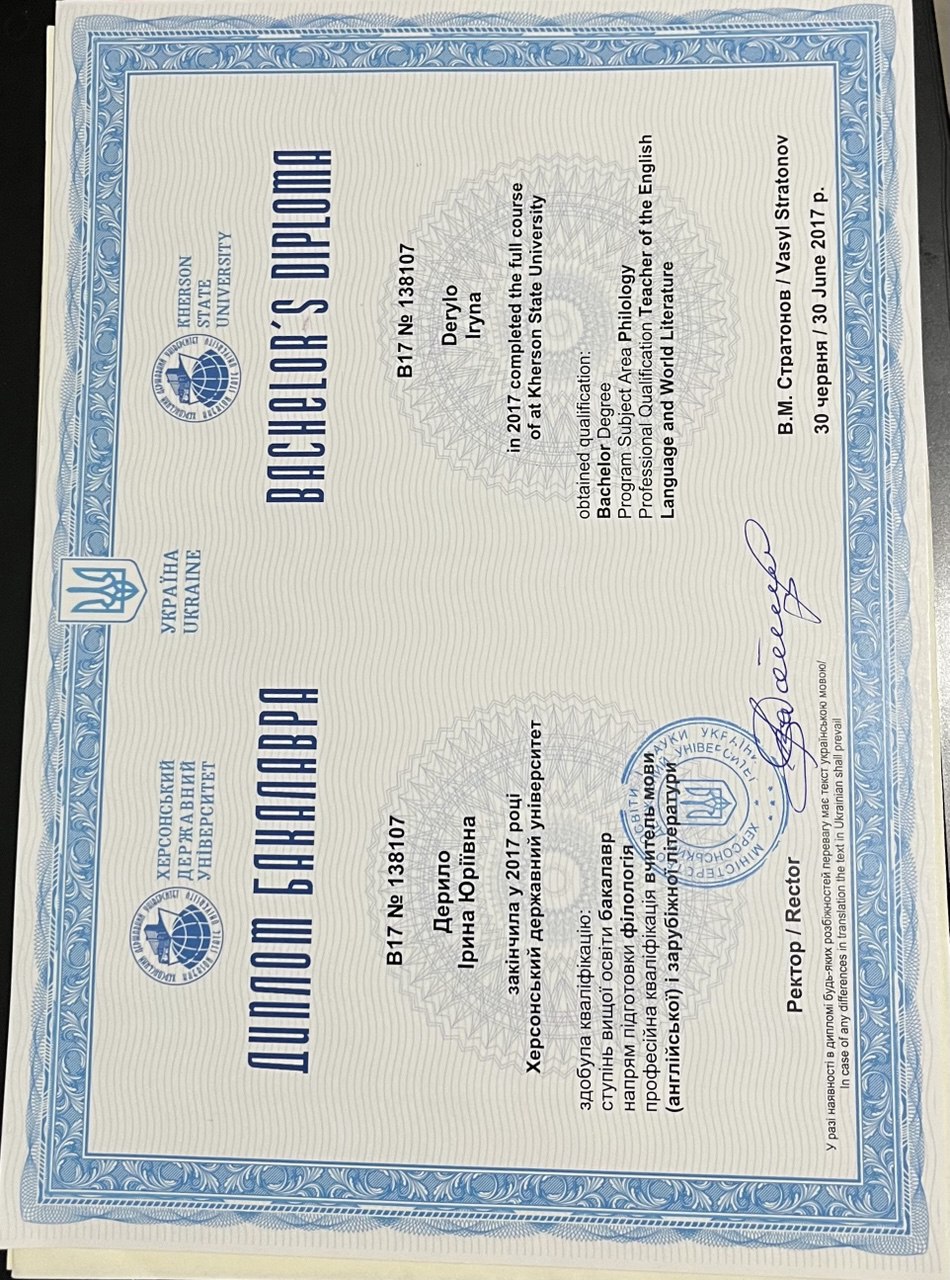 УКРАЇНА
UKRAINE
ХЕРСОНСЬКИЙ
ДЕРЖАВНИЙ
УНІВЕРСИТЕТ
ДИПЛОМ БАКАЛАВРА
В17 № 138107
Дерило
Ірина Юріївна
закінчила у 2017 році
Херсонський державний університет
здобула кваліфікацію:
ступінь вищої освіти бакалавр
напрям підготовки філологія
професійна кваліфікація вчитель мови
(англійської) і зарубіжної літератури
KHERSON
STATE
UNIVERSITY
BACHELOR'S DIPLOMA
B17 № 138107
Derylo
Iryna
in 2017 completed the full course
of at Kherson State University
obtained qualification:
Bachelor Degree
Program Subject Area Philology
Professional Qualification Teacher of the English
Language and World Literature
Ректор / Rector
В.М. Стратонов / Vasyl Stratonov
30 червня / 30 June 2017 р.
У разі наявності в дипломі будь-яких розбіжностей перевагу має текст українською мовою/
In case of any differences in translation the text in Ukrainian shall prevail